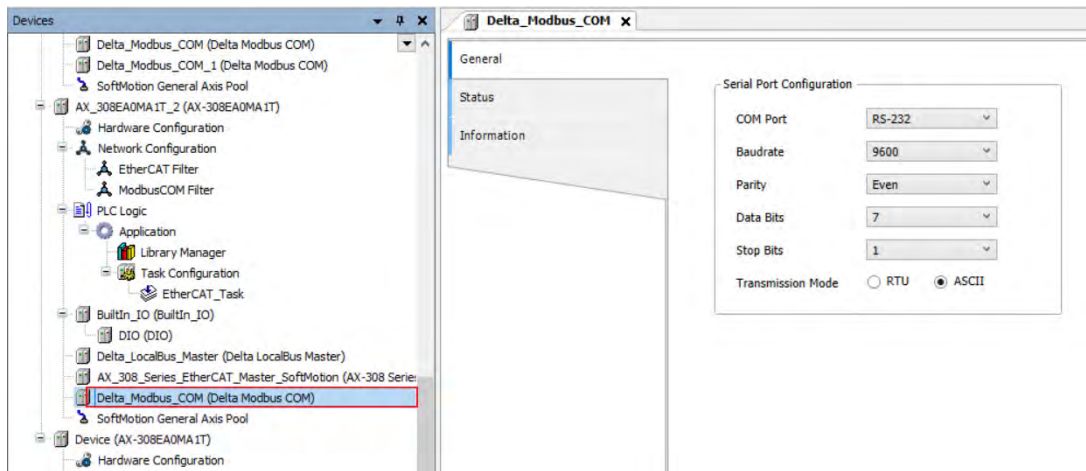 Devices
Delta_Modbus_COM (Delta Modbus COM)
Delta_Modbus_COM_1 (Delta Modbus COM)
SoftMotion General Axis Pool
AX_308EA0MA1T_2 (AX-308EA0MA1T)
Hardware Configuration
Network Configuration
EtherCAT Filter
ModbusCOM Filter
PLC Logic
Application
Library Manager
Task Configuration
EtherCAT_Task
BuiltIn_IO (BuiltIn_IO)
DIO (DIO)
Delta_LocalBus_Master (Delta LocalBus Master)
AX_308_Series_EtherCAT_Master_SoftMotion (AX-308 Serie
Delta_Modbus_COM (Delta Modbus COM)
SoftMotion General Axis Pool
Device (AX-308EA0MA1T)
Hardware Configuration
Delta_Modbus_COM
General
Status
Information
Serial Port Configuration
COM Port RS-232
Baudrate 9600
Parity Even
Data Bits 7
Stop Bits 1
Transmission Mode RTU ASCII